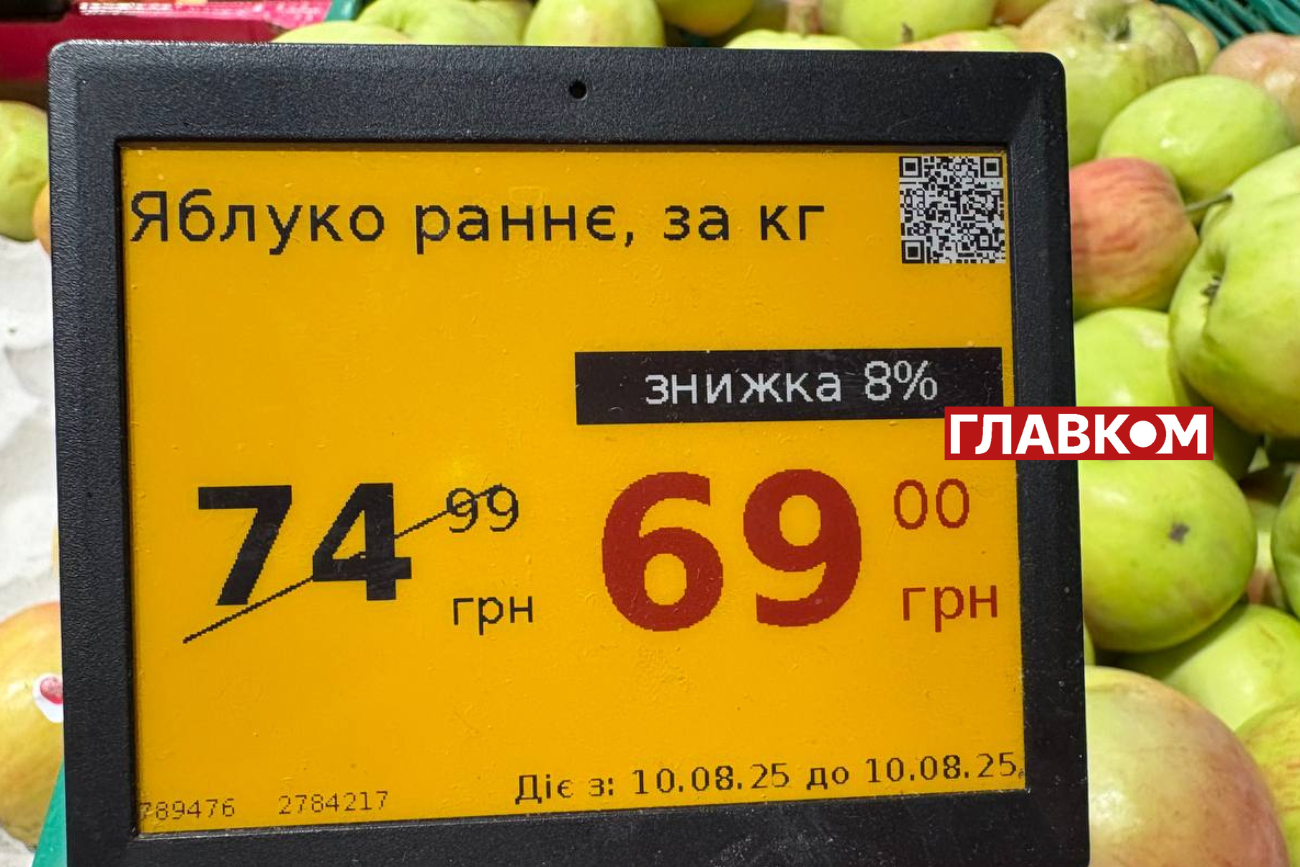 Яблуко раннє, за кг
знижка 8%
ГЛАВКОМ
74 99 грн
69 00 грн
Діє з: 10.08.25 до 10.08.25
789476 2784217